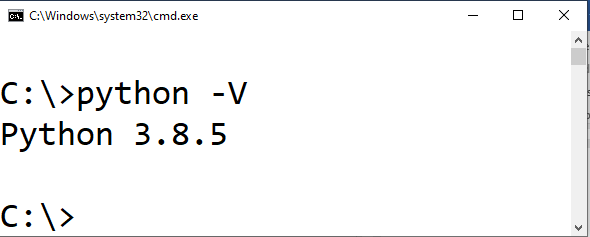 C:\Windows\system32\cmd.exe
C:\>python -V
Python 3.8.5
C:\>